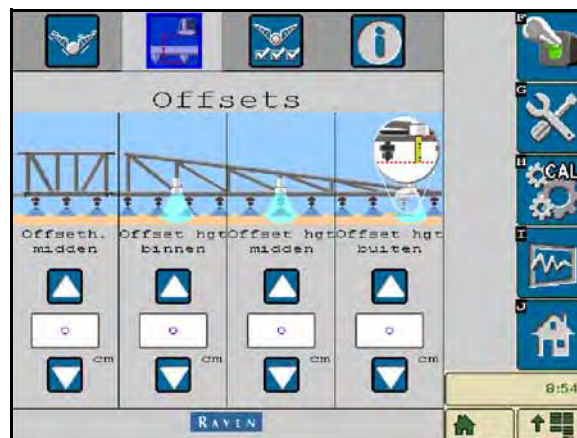 F
G
H
CAL
I
J
Offsets
Offseth. midden
Offset hgt binnen
Offset hgt midden
Offset hgt buiten
0
0
0
0
cm
cm
cm
cm
RAVEN
8:54